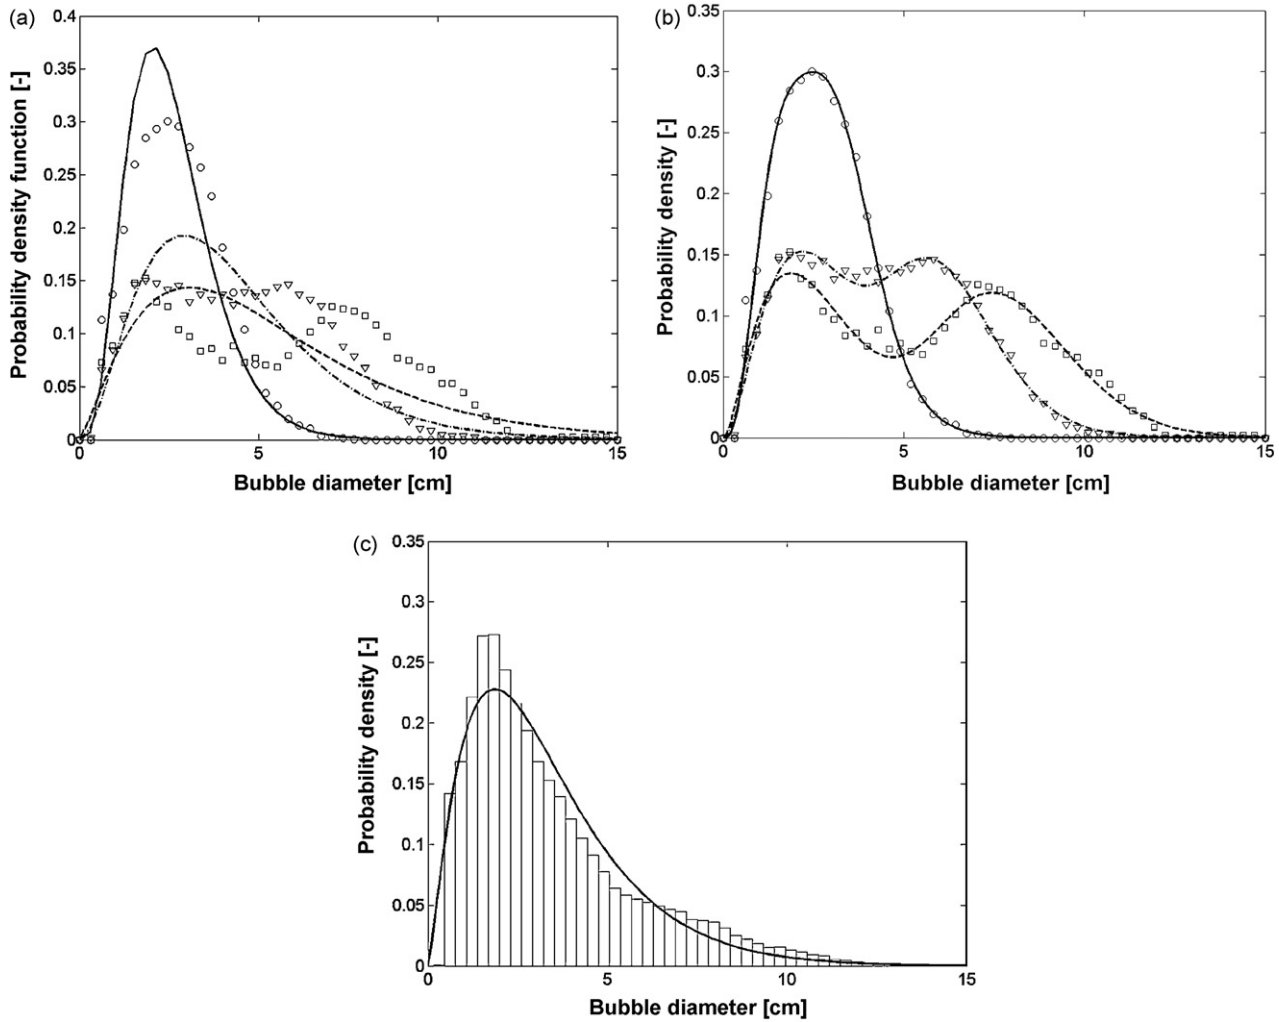 (a)
0.4
0.35
0.3
0.25
0.2
0.15
0.1
0.05
0
0 5 10 15
Probability density function [-]
Bubble diameter [cm]
(b)
0.35
0.3
0.25
0.2
0.15
0.1
0.05
0
0 5 10 15
Probability density [-]
Bubble diameter [cm]
(c)
0.35
0.3
0.25
0.2
0.15
0.1
0.05
0
0 5 10 15
Probability density [-]
Bubble diameter [cm]